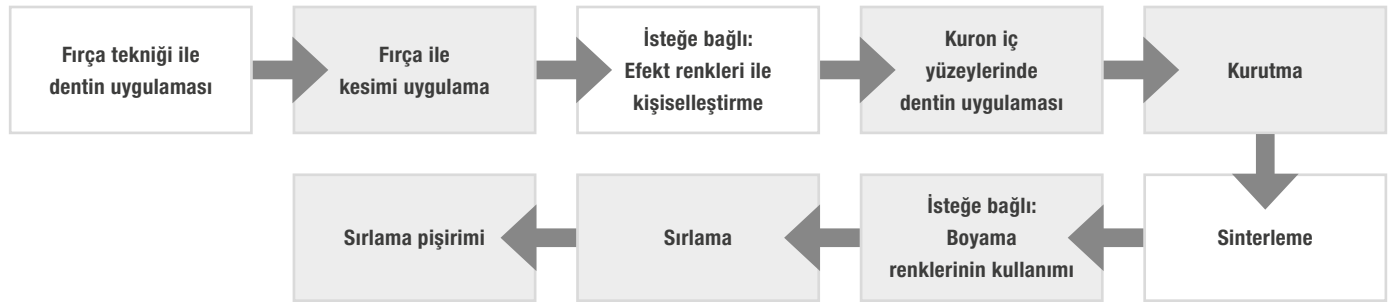 Fırça tekniği ile
dentin uygulaması
Fırça ile
kesimi uygulama
İsteğe bağlı:
Efekt renkleri ile
kişiselleştirme
Kuron iç
yüzeylerinde
dentin uygulaması
Kurutma
Sinterleme
İsteğe bağlı:
Boyama
renklerinin kullanımı
Sırlama
Sırlama pişirimi